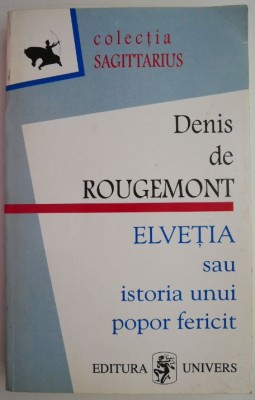 colecția
SAGITTARIUS
Denis
de
ROUGEMONT
ELVEȚIA
sau
istoria unui
popor fericit
EDITURA UNIVERS